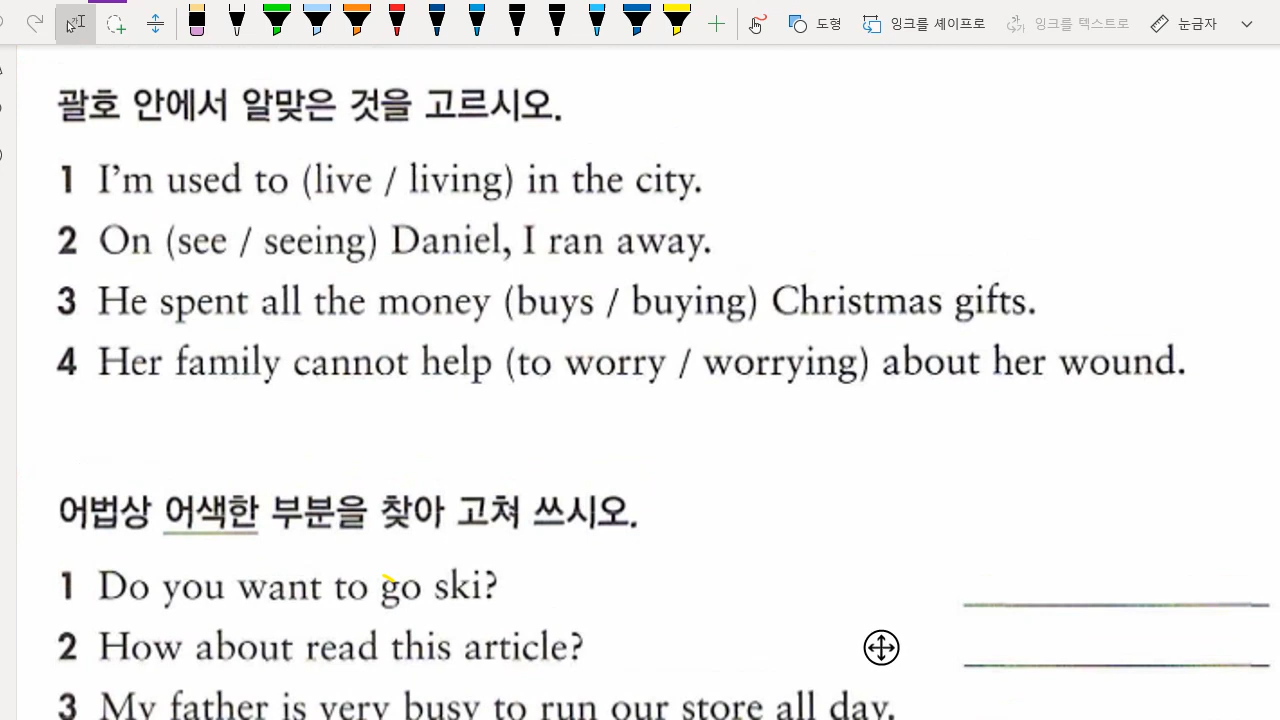 도형
잉크를 셰이프로
잉크를 텍스트로
눈금자
괄호 안에서 알맞은 것을 고르시오.
1 I'm used to (live / living) in the city.
2 On (see / seeing) Daniel, I ran away.
3 He spent all the money (buys / buying) Christmas gifts.
4 Her family cannot help (to worry / worrying) about her wound.
어법상 어색한 부분을 찾아 고쳐 쓰시오.
1 Do you want to go ski?
2 How about read this article?
3 My father is very busy to run our store all day.